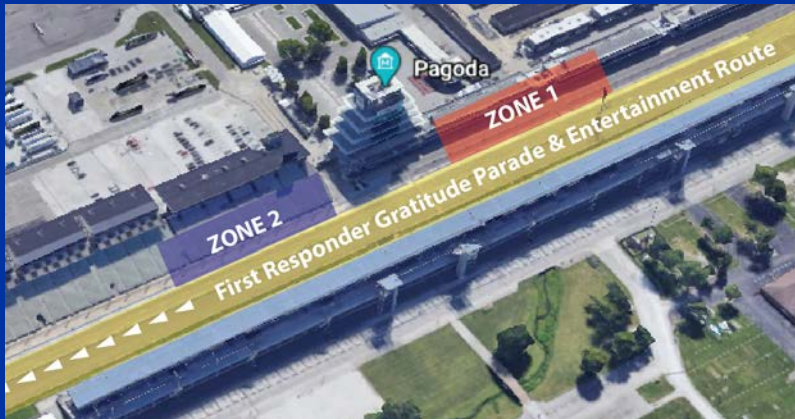 Pagoda
ZONE 1
ZONE 2
First Responder Gratitude Parade & Entertainment Route